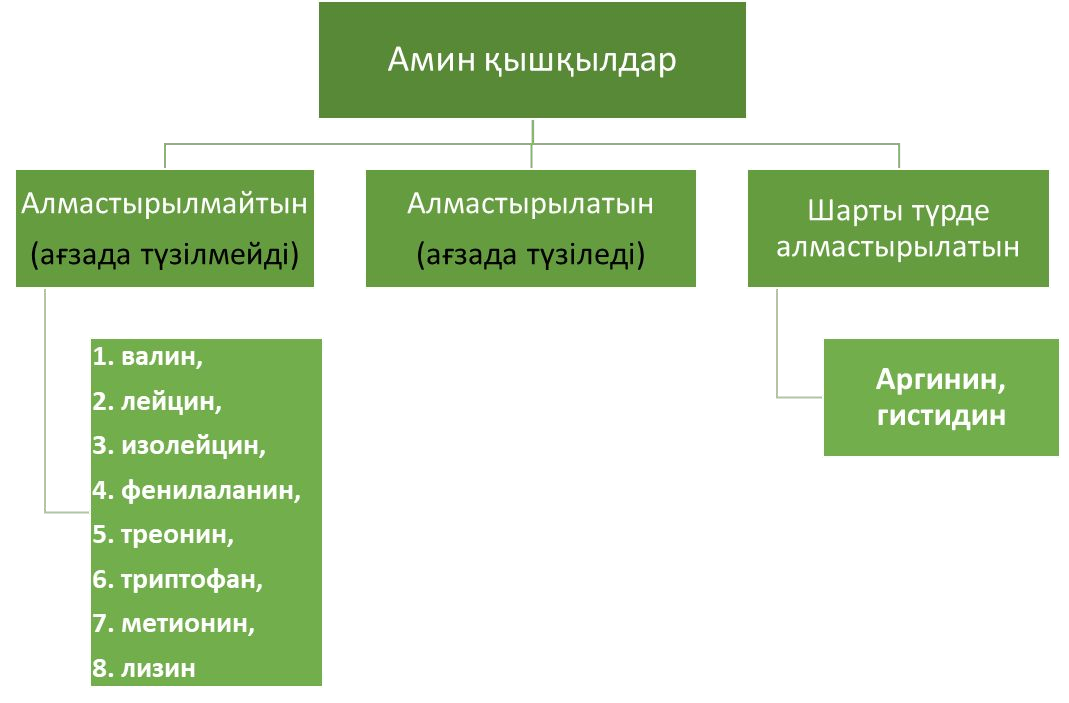 Амин қышқылдар
Алмастырылмайтын
(ағзада түзілмейді)
Алмастырылатын
(ағзада түзіледі)
Шарты түрде
алмастырылатын
1. валин,
2. лейцин,
3. изолейцин,
4. фенилаланин,
5. треонин,
6. триптофан,
7. метионин,
8. лизин
Аргинин,
гистидин